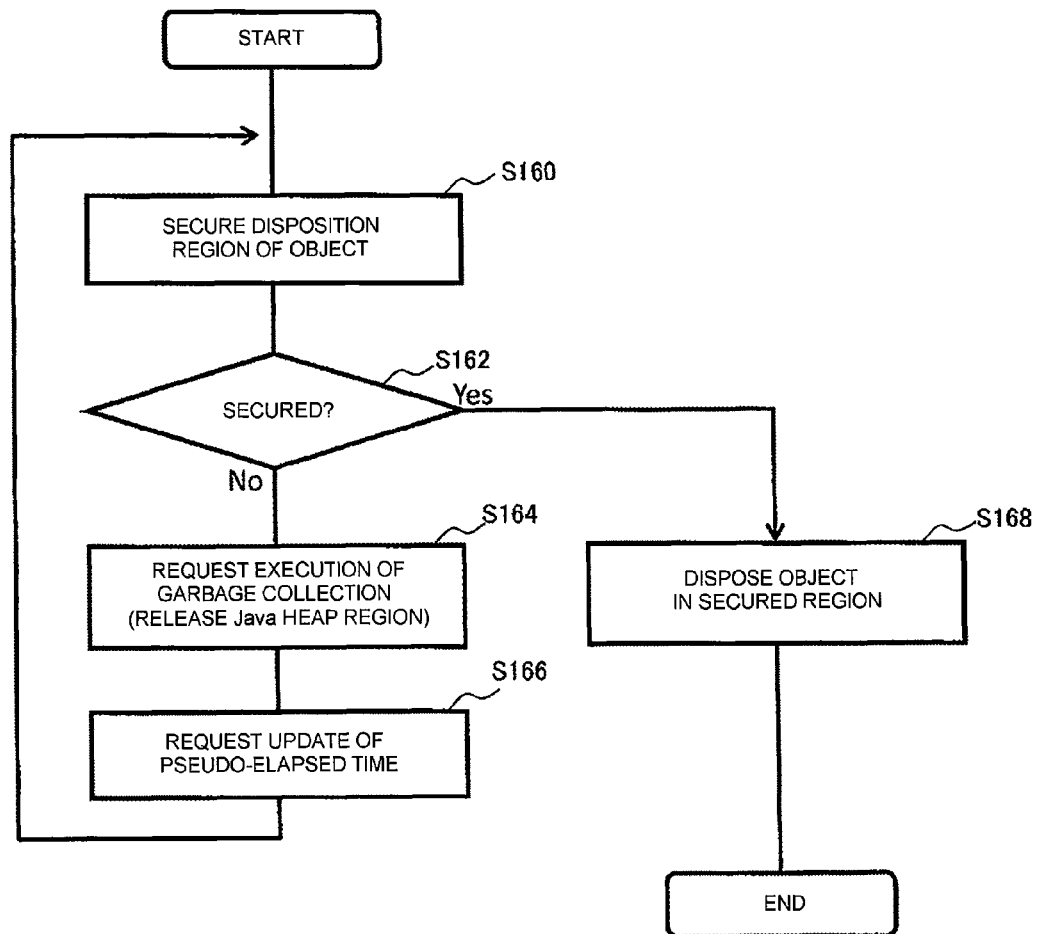 START
S160
SECURE DISPOSITION
REGION OF OBJECT
S162
SECURED?
Yes
No
S164
REQUEST EXECUTION OF
GARBAGE COLLECTION
(RELEASE Java HEAP REGION)
S166
REQUEST UPDATE OF
PSEUDO-ELAPSED TIME
S168
DISPOSE OBJECT
IN SECURED REGION
END